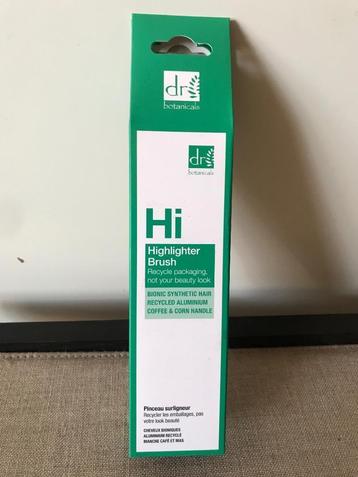 dr
botanicals
dr
botanicals
Hi
Highlighter
Brush
Recycle packaging,
not your beauty look.
BIONIC SYNTHETIC HAIR
RECYCLED ALUMINIUM
COFFEE & CORN HANDLE
Pinceau surligneur
Recycler les emballages, pas
votre look beauté
CHEVEUX BIONIQUES
ALUMINIUM RECYCLÉ
MANCHE CAFÉ ET MAS